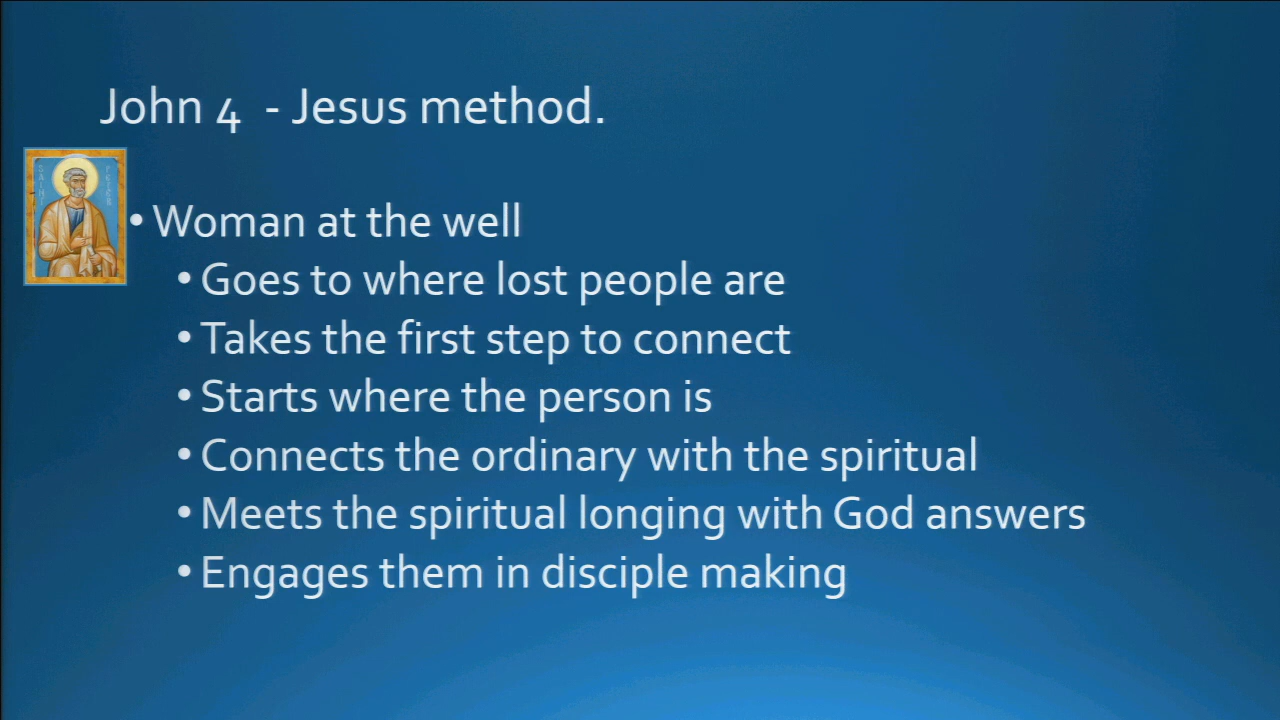 John 4  - Jesus method.
SAINT PETER
• Woman at the well
• Goes to where lost people are
• Takes the first step to connect
• Starts where the person is
• Connects the ordinary with the spiritual
• Meets the spiritual longing with God answers
• Engages them in disciple making